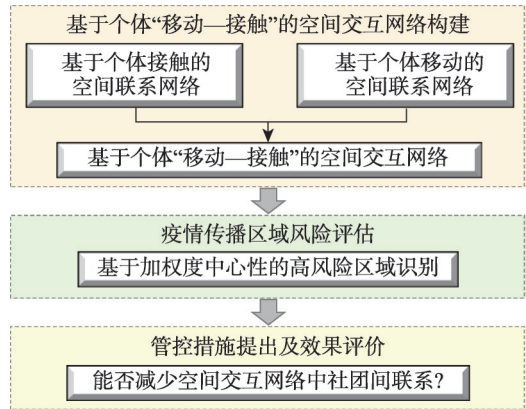 基于个体“移动—接触”的空间交互网络构建
基于个体接触的
空间联系网络
基于个体移动的
空间联系网络
基于个体“移动—接触”的空间交互网络
疫情传播区域风险评估
基于加权度中心性的高风险区域识别
管控措施提出及效果评价
能否减少空间交互网络中社团间联系?